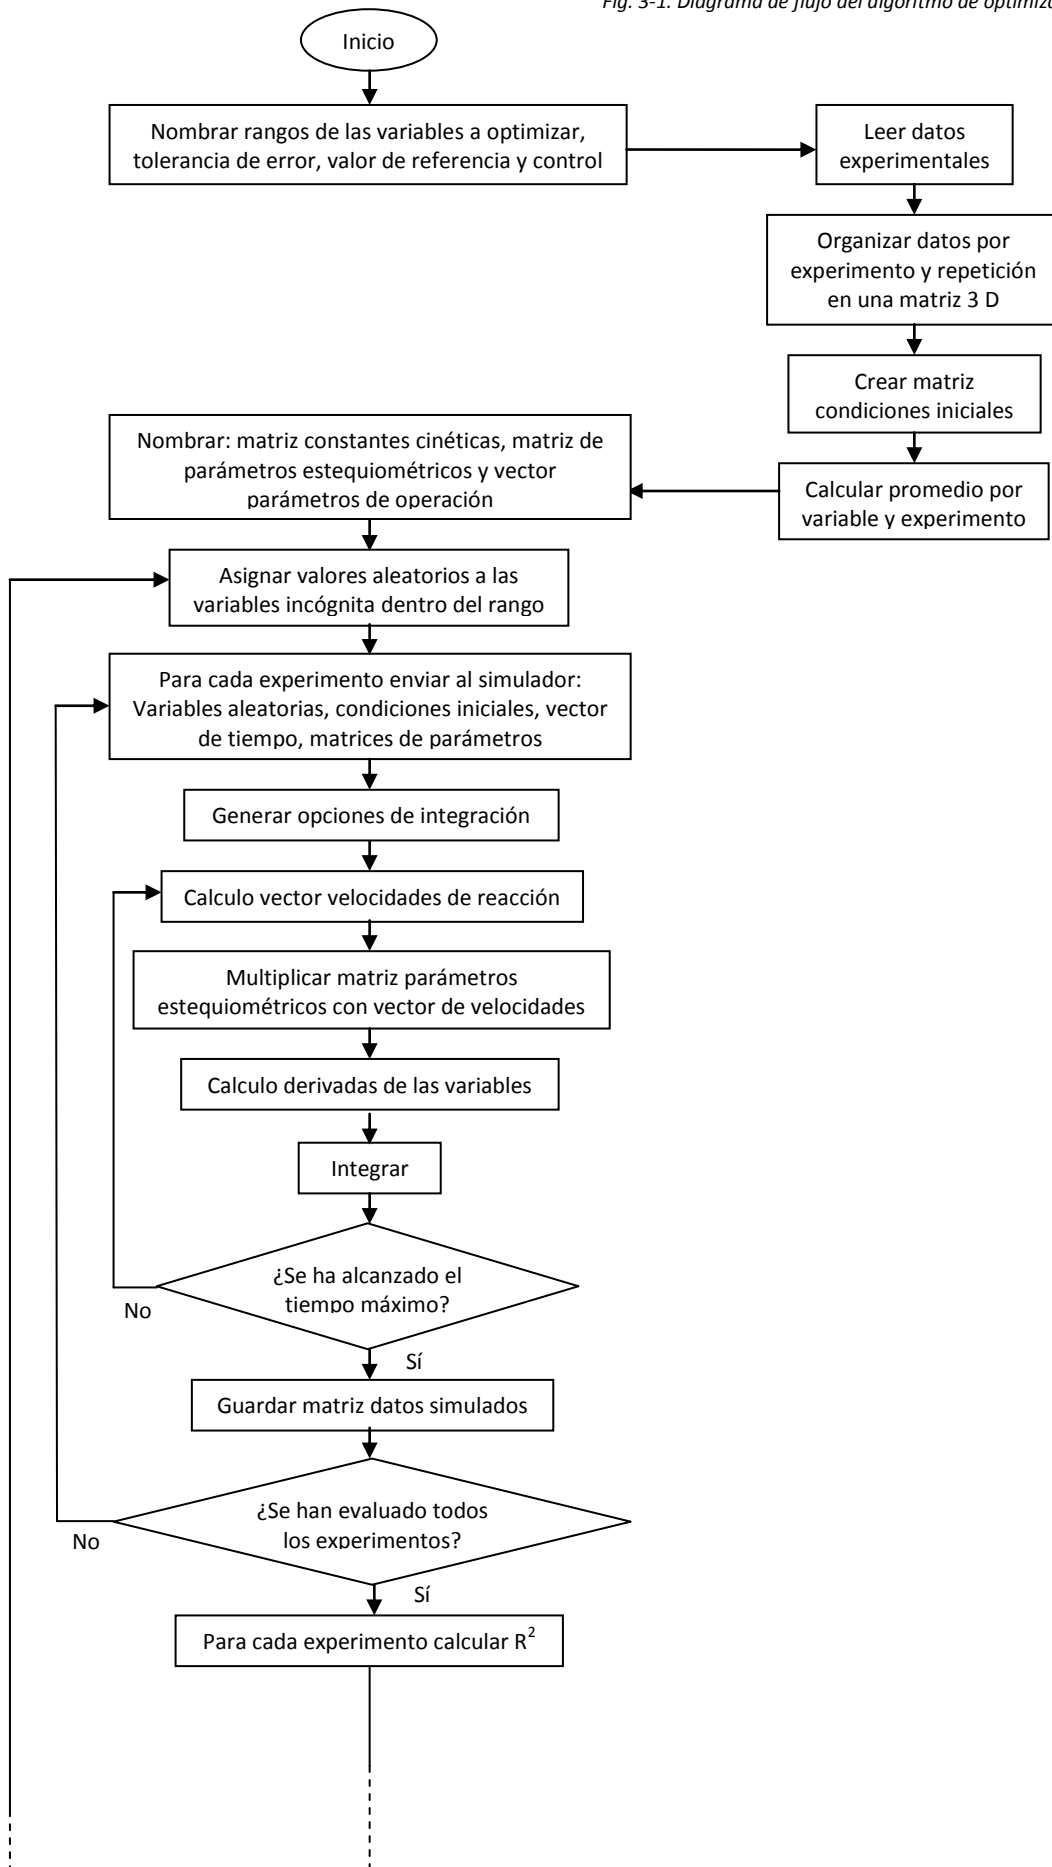 Fig. 3-1. Diagrama de flujo del algoritmo de optimiza
Inicio
Nombrar rangos de las variables a optimizar,
tolerancia de error, valor de referencia y control
Leer datos
experimentales
Organizar datos por
experimento y repetición
en una matriz 3 D
Crear matriz
condiciones iniciales
Calcular promedio por
variable y experimento
Nombrar: matriz constantes cinéticas, matriz de
parámetros estequiométricos y vector
parámetros de operación
Asignar valores aleatorios a las
variables incógnita dentro del rango
Para cada experimento enviar al simulador:
Variables aleatorias, condiciones iniciales, vector
de tiempo, matrices de parámetros
Generar opciones de integración
Calculo vector velocidades de reacción
Multiplicar matriz parámetros
estequiométricos con vector de velocidades
Calculo derivadas de las variables
Integrar
¿Se ha alcanzado el
tiempo máximo?
No
Sí
Guardar matriz datos simulados
¿Se han evaluado todos
los experimentos?
No
Sí
Para cada experimento calcular R²